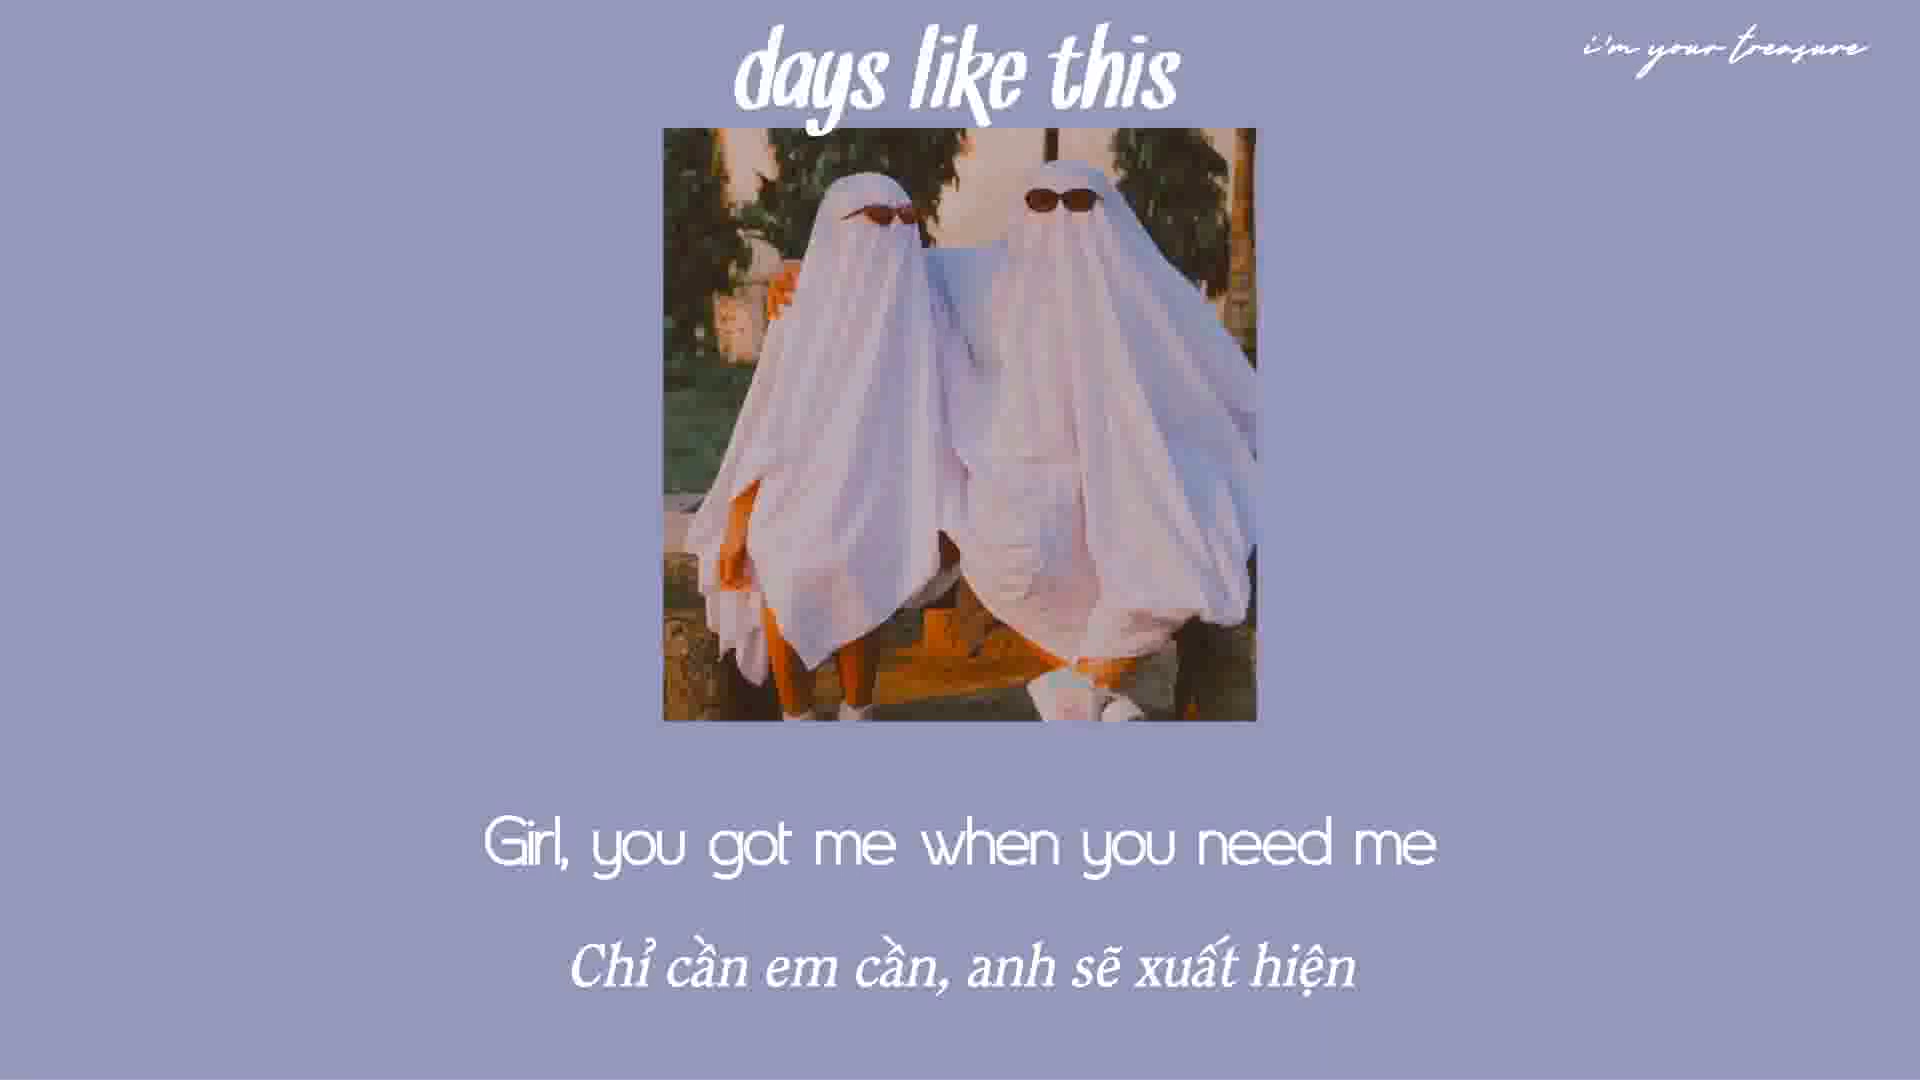 days like this
i'm your treasure
Girl, you got me when you need me
Chỉ cần em cần, anh sẽ xuất hiện